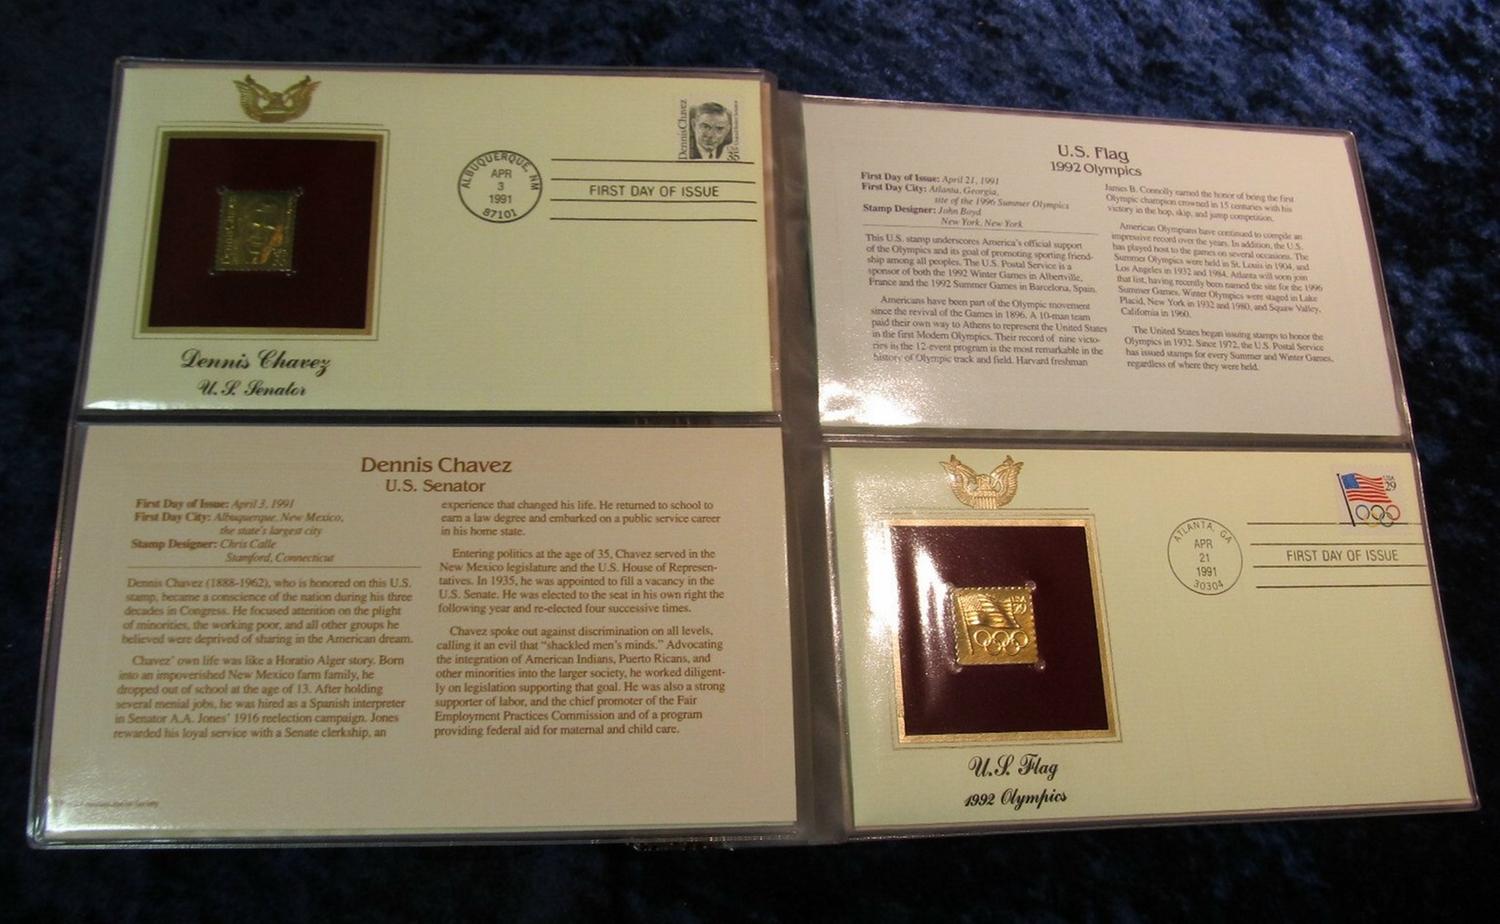 Dennis Chavez
35
ALBUQUERQUE, NM
APR
3
1991
87101
FIRST DAY OF ISSUE
Dennis Chavez
U.S. Senator
Dennis Chavez
U.S. Senator
First Day of Issue: April 3, 1991
First Day City: Albuquerque, New Mexico,
the state's largest city
Stamp Designer: Chris Calle
Stamford, Connecticut
Dennis Chavez (1888-1962), who is honored on this U.S.
stamp, became a conscience of the nation during his three
decades in Congress. He focused attention on the plight
of minorities, the working poor, and all other groups he
believed were deprived of sharing in the American dream.
Chavez' own life was like a Horatio Alger story. Born
into an impoverished New Mexico farm family, he
dropped out of school at the age of 13. After holding
several menial jobs, he was hired as a Spanish interpreter
in Senator A.A. Jones' 1916 reelection campaign. Jones
rewarded his loyal service with a Senate clerkship, an
experience that changed his life. He returned to school to
earn a law degree and embarked on a public service career
in his home state.
Entering politics at the age of 35, Chavez served in the
New Mexico legislature and the U.S. House of Represen-
tatives. In 1935, he was appointed to fill a vacancy in the
U.S. Senate. He was elected to the seat in his own right the
following year and re-elected four successive times.
Chavez spoke out against discrimination on all levels,
calling it an evil that "shackled men's minds." Advocating
the integration of American Indians, Puerto Ricans, and
other minorities into the larger society, he worked diligent-
ly on legislation supporting that goal. He was also a strong
supporter of labor, and the chief promoter of the Fair
Employment Practices Commission and of a program
providing federal aid for maternal and child care.
U.S. Flag
1992 Olympics
First Day of Issue: April 21, 1991
First Day City: Atlanta, Georgia,
site of the 1996 Summer Olympics
Stamp Designer: John Boyd
New York, New York
This U.S. stamp underscores America's official support
of the Olympics and its goal of promoting sporting friend-
ship among all peoples. The U.S. Postal Service is a
sponsor of both the 1992 Winter Games in Albertville,
France and the 1992 Summer Games in Barcelona, Spain.
Americans have been part of the Olympic movement
since the revival of the Games in 1896. A 10-man team
paid their own way to Athens to represent the United States
in the first Modern Olympics. Their record of nine victo-
ries in the 12-event program is the most remarkable in the
history of Olympic track and field. Harvard freshman
James B. Connolly earned the honor of being the first
Olympic champion crowned in 15 centuries with his
victory in the hop, skip, and jump competition.
American Olympians have continued to compile an
impressive record over the years. In addition, the U.S.
has played host to the games on several occasions. The
Summer Olympics were held in St. Louis in 1904, and
Los Angeles in 1932 and 1984. Atlanta will soon join
that list, having recently been named the site for the 1996
Summer Games. Winter Olympics were staged in Lake
Placid, New York in 1932 and 1980, and Squaw Valley,
California in 1960.
The United States began issuing stamps to honor the
Olympics in 1932. Since 1972, the U.S. Postal Service
has issued stamps for every Summer and Winter Games,
regardless of where they were held.
USA
29
ATLANTA, GA
APR
21
1991
30304
FIRST DAY OF ISSUE
29
U.S. Flag
1992 Olympics